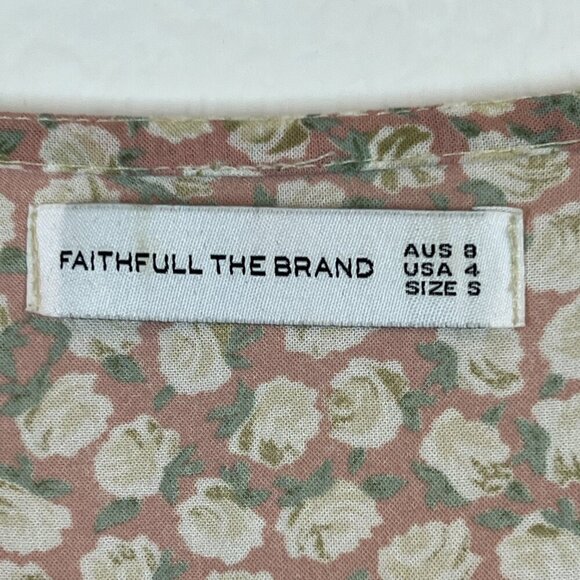 FAITHFULL THE BRAND
AUS 8
USA 4
SIZE S